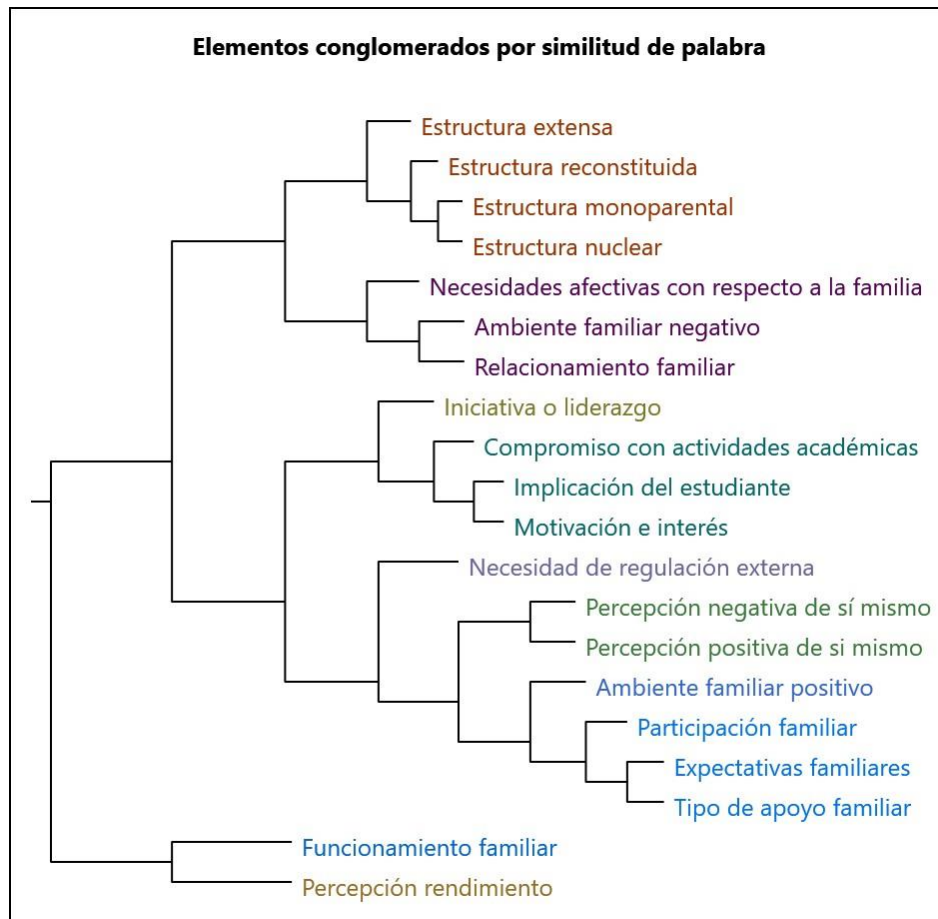 Elementos conglomerados por similitud de palabra
Estructura extensa
Estructura reconstituida
Estructura monoparental
Estructura nuclear
Necesidades afectivas con respecto a la familia
Ambiente familiar negativo
Relacionamiento familiar
Iniciativa o liderazgo
Compromiso con actividades académicas
Implicación del estudiante
Motivación e interés
Necesidad de regulación externa
Percepción negativa de sí mismo
Percepción positiva de si mismo
Ambiente familiar positivo
Participación familiar
Expectativas familiares
Tipo de apoyo familiar
Funcionamiento familiar
Percepción rendimiento